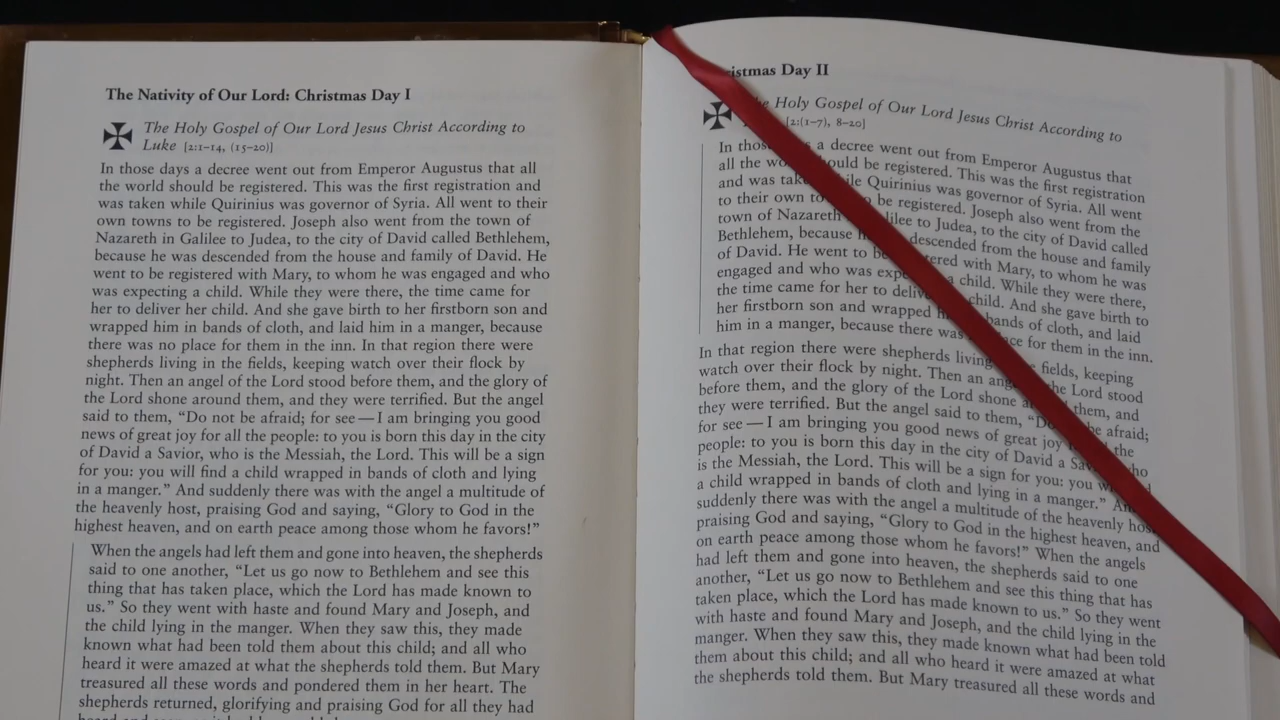 The Nativity of Our Lord: Christmas Day I
The Holy Gospel of Our Lord Jesus Christ According to
Luke [2:1–14, (15–20)]
In those days a decree went out from Emperor Augustus that all
the world should be registered. This was the first registration and
was taken while Quirinius was governor of Syria. All went to their
own towns to be registered. Joseph also went from the town of
Nazareth in Galilee to Judea, to the city of David called Bethlehem,
because he was descended from the house and family of David. He
went to be registered with Mary, to whom he was engaged and who
was expecting a child. While they were there, the time came for
her to deliver her child. And she gave birth to her firstborn son and
wrapped him in bands of cloth, and laid him in a manger, because
there was no place for them in the inn. In that region there were
shepherds living in the fields, keeping watch over their flock by
night. Then an angel of the Lord stood before them, and the glory of
the Lord shone around them, and they were terrified. But the angel
said to them, “Do not be afraid; for see — I am bringing you good
news of great joy for all the people: to you is born this day in the city
of David a Savior, who is the Messiah, the Lord. This will be a sign
for you: you will find a child wrapped in bands of cloth and lying
in a manger.” And suddenly there was with the angel a multitude of
the heavenly host, praising God and saying, “Glory to God in the
highest heaven, and on earth peace among those whom he favors!”
When the angels had left them and gone into heaven, the shepherds
said to one another, “Let us go now to Bethlehem and see this
thing that has taken place, which the Lord has made known to
us.” So they went with haste and found Mary and Joseph, and
the child lying in the manger. When they saw this, they made
known what had been told them about this child; and all who
heard it were amazed at what the shepherds told them. But Mary
treasured all these words and pondered them in her heart. The
shepherds returned, glorifying and praising God for all they had
Christmas Day II
The Holy Gospel of Our Lord Jesus Christ According to
[2:(1–7), 8–20]
In those a decree went out from Emperor Augustus that
all the world should be registered. This was the first registration
and was taken while Quirinius was governor of Syria. All went
to their own to be registered. Joseph also went from the
town of Nazareth Galilee to Judea, to the city of David called
Bethlehem, because descended from the house and family
of David. He went to be registered with Mary, to whom he was
engaged and who was expecting a child. While they were there,
the time came for her to deliver child. And she gave birth to
her firstborn son and wrapped bands of cloth, and laid
him in a manger, because there was place for them in the inn.
In that region there were shepherds living fields, keeping
watch over their flock by night. Then an angel the Lord stood
before them, and the glory of the Lord shone them, and
they were terrified. But the angel said to them, “Do be afraid;
for see — I am bringing you good news of great joy the
people: to you is born this day in the city of David a Savior, who
is the Messiah, the Lord. This will be a sign for you: you
a child wrapped in bands of cloth and lying in a manger.” And
suddenly there was with the angel a multitude of the heavenly host,
praising God and saying, “Glory to God in the highest heaven, and
on earth peace among those whom he favors!” When the angels
had left them and gone into heaven, the shepherds said to one
another, “Let us go now to Bethlehem and see this thing that has
taken place, which the Lord has made known to us.” So they went
with haste and found Mary and Joseph, and the child lying in the
manger. When they saw this, they made known what had been told
them about this child; and all who heard it were amazed at what
the shepherds told them. But Mary treasured all these words and